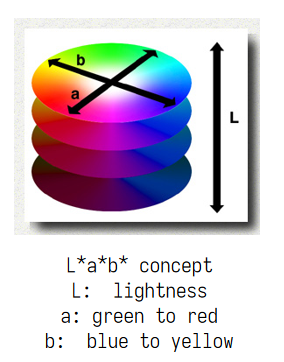 b
a
L
L*a*b* concept
L:  lightness
a: green to red
b:  blue to yellow